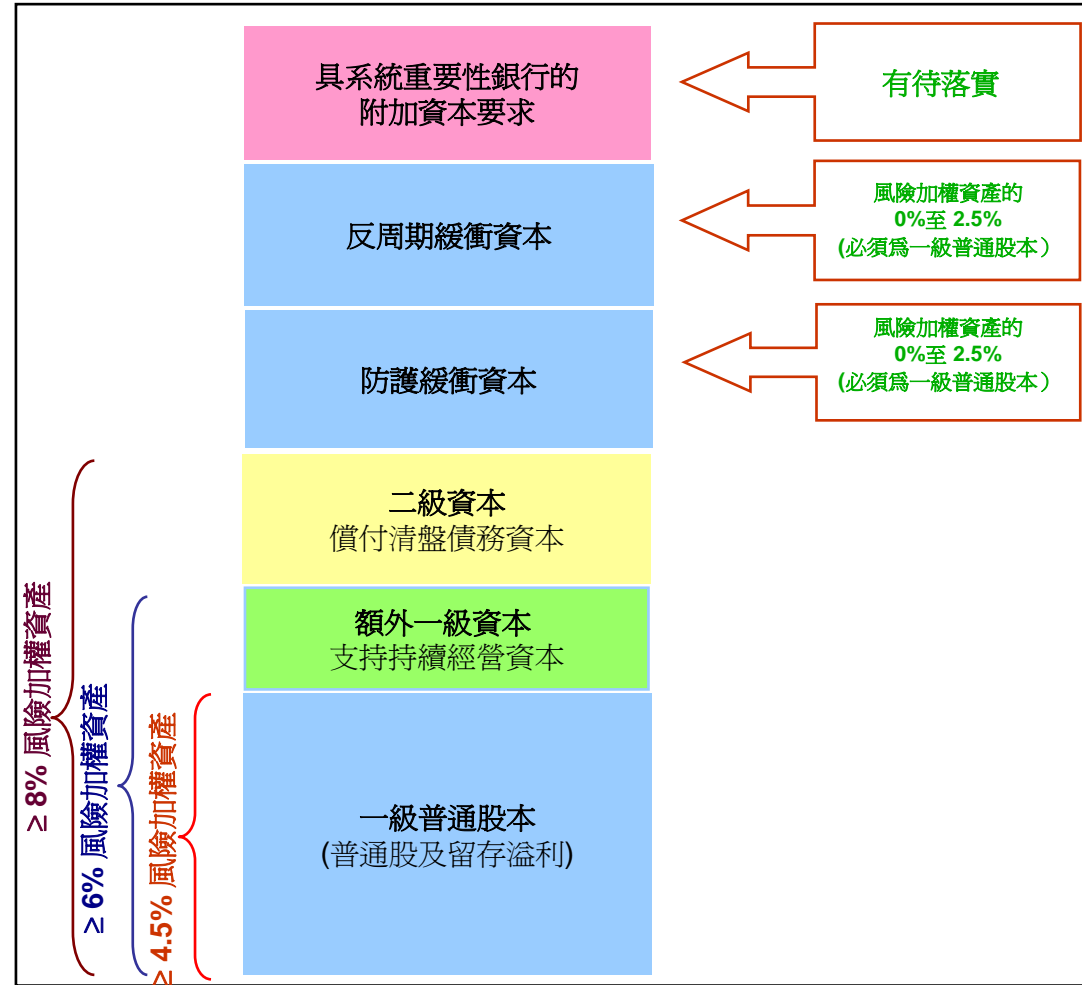 具系統重要性銀行的
附加資本要求
有待落實
反周期緩衝資本
風險加權資產的
0%至 2.5%
(必須爲一級普通股本）
防護緩衝資本
風險加權資產的
0%至 2.5%
(必須爲一級普通股本）
二級資本
償付清盤債務資本
額外一級資本
支持持續經營資本
一級普通股本
(普通股及留存溢利)
≥ 8% 風險加權資產
≥ 6% 風險加權資產
≥ 4.5% 風險加權資產